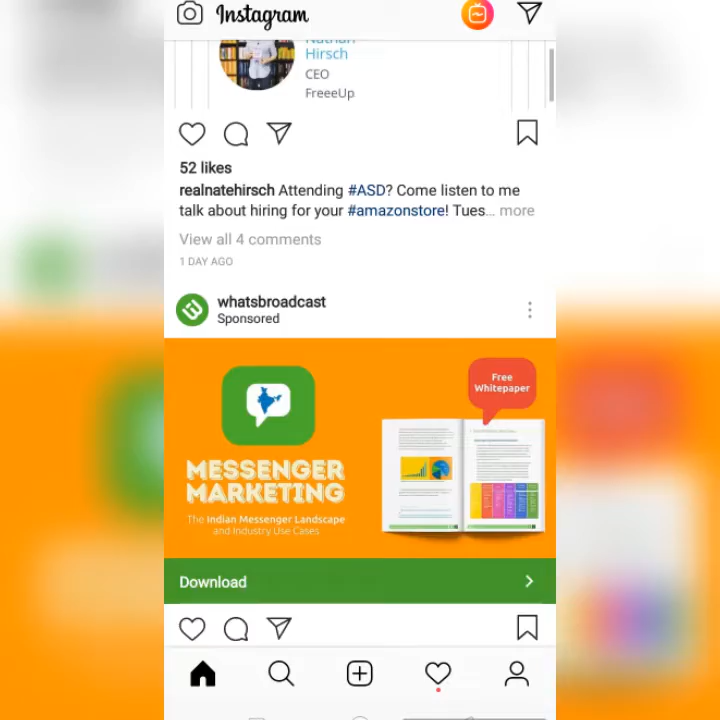 Instagram
Nathan
Hirsch
CEO
FreeeUp
52 likes
realnatehirsch Attending #ASD? Come listen to me
talk about hiring for your #amazonstore! Tues... more
View all 4 comments
1 DAY AGO
whatsbroadcast
Sponsored
Free
Whitepaper
MESSENGER
MARKETING
The Indian Messenger Landscape
and Industry Use Cases
Download